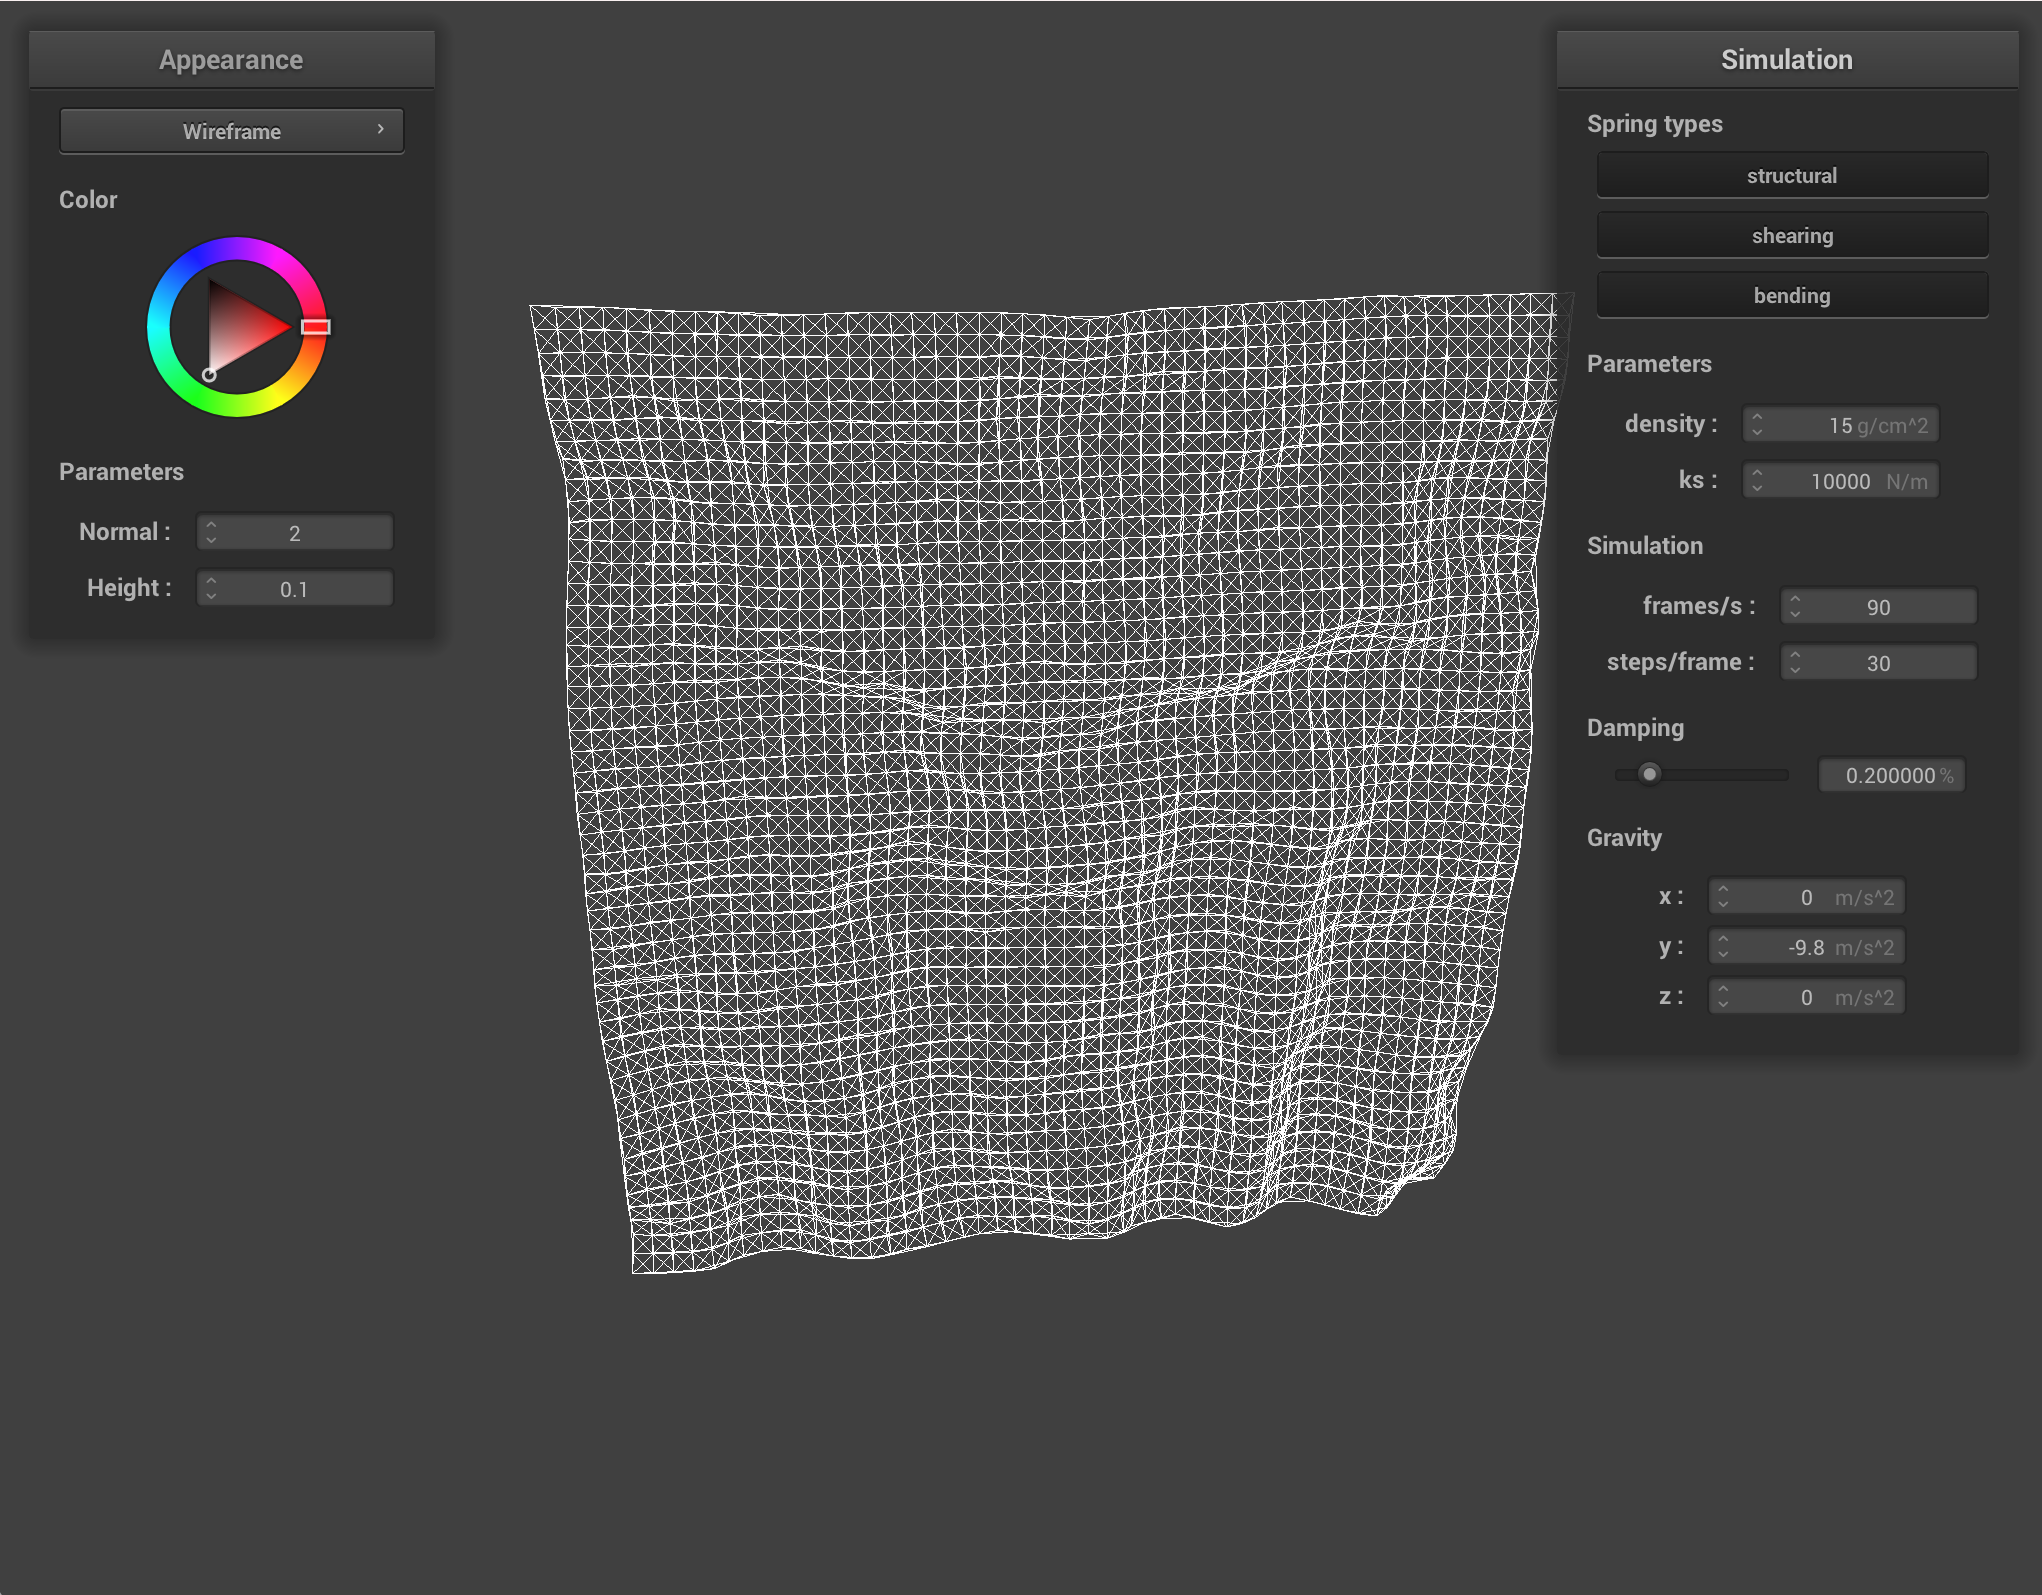 Appearance
Wireframe
Color
Parameters
Normal : 2
Height : 0.1
Simulation
Spring types
structural
shearing
bending
Parameters
density : 15 g/cm^2
ks : 10000 N/m
Simulation
frames/s : 90
steps/frame : 30
Damping
0.200000 %
Gravity
x : 0 m/s^2
y : -9.8 m/s^2
z : 0 m/s^2